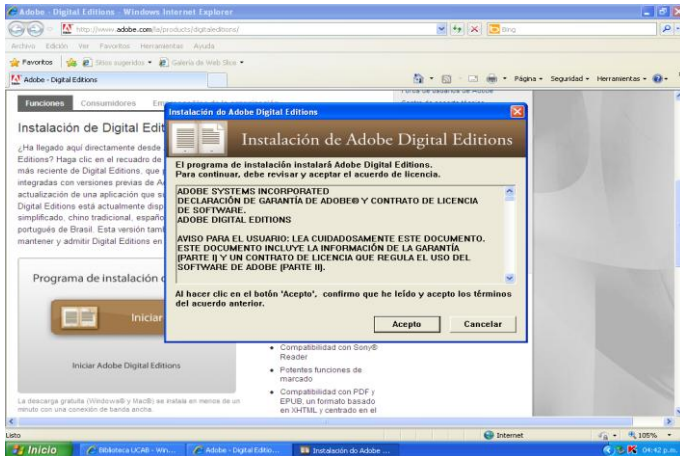 Adobe - Digital Editions - Windows Internet Explorer
http://www.adobe.com/la/products/digitaleditions/
Bing
Archivo Edición Ver Favoritos Herramientas Ayuda
Favoritos Sitios sugeridos Galería de Web Slice
Adobe - Digital Editions
Página Seguridad Herramientas
Funciones Consumidores
Instalación de Digital Edit
¿Ha llegado aquí directamente desde
Editions? Haga clic en el recuadro de
más reciente de Digital Editions, que
integradas con versiones previas de A
actualización de una aplicación que s
Digital Editions está actualmente disp
simplificado, chino tradicional, españo
portugués de Brasil. Esta versión tam
mantener y admitir Digital Editions en
Programa de instalación d
Iniciar
Iniciar Adobe Digital Editions
La descarga gratuita (Windows® y Mac®) se instala en menos de un
minuto con una conexión de banda ancha.
Instalación do Adobe Digital Editions
Instalación de Adobe Digital Editions
El programa de instalación instalará Adobe Digital Editions.
Para continuar, debe revisar y aceptar el acuerdo de licencia.
ADOBE SYSTEMS INCORPORATED
DECLARACIÓN DE GARANTÍA DE ADOBE® Y CONTRATO DE LICENCIA
DE SOFTWARE.
ADOBE DIGITAL EDITIONS
AVISO PARA EL USUARIO: LEA CUIDADOSAMENTE ESTE DOCUMENTO.
ESTE DOCUMENTO INCLUYE LA INFORMACIÓN DE LA GARANTÍA
(PARTE I) Y UN CONTRATO DE LICENCIA QUE REGULA EL USO DEL
SOFTWARE DE ADOBE (PARTE II).
Al hacer clic en el botón "Acepto", confirmo que he leído y acepto los términos
del acuerdo anterior.
Acepto Cancelar
Compatibilidad con Sony®
Reader
Potentes funciones de
marcado
Compatibilidad con PDF y
EPUB, un formato basado
en XHTML y centrado en el
Listo Internet 105%
Inicio Biblioteca UCAB - Win... Adobe - Digital Editio... Instalación do Adobe ... 04:42 p.m.